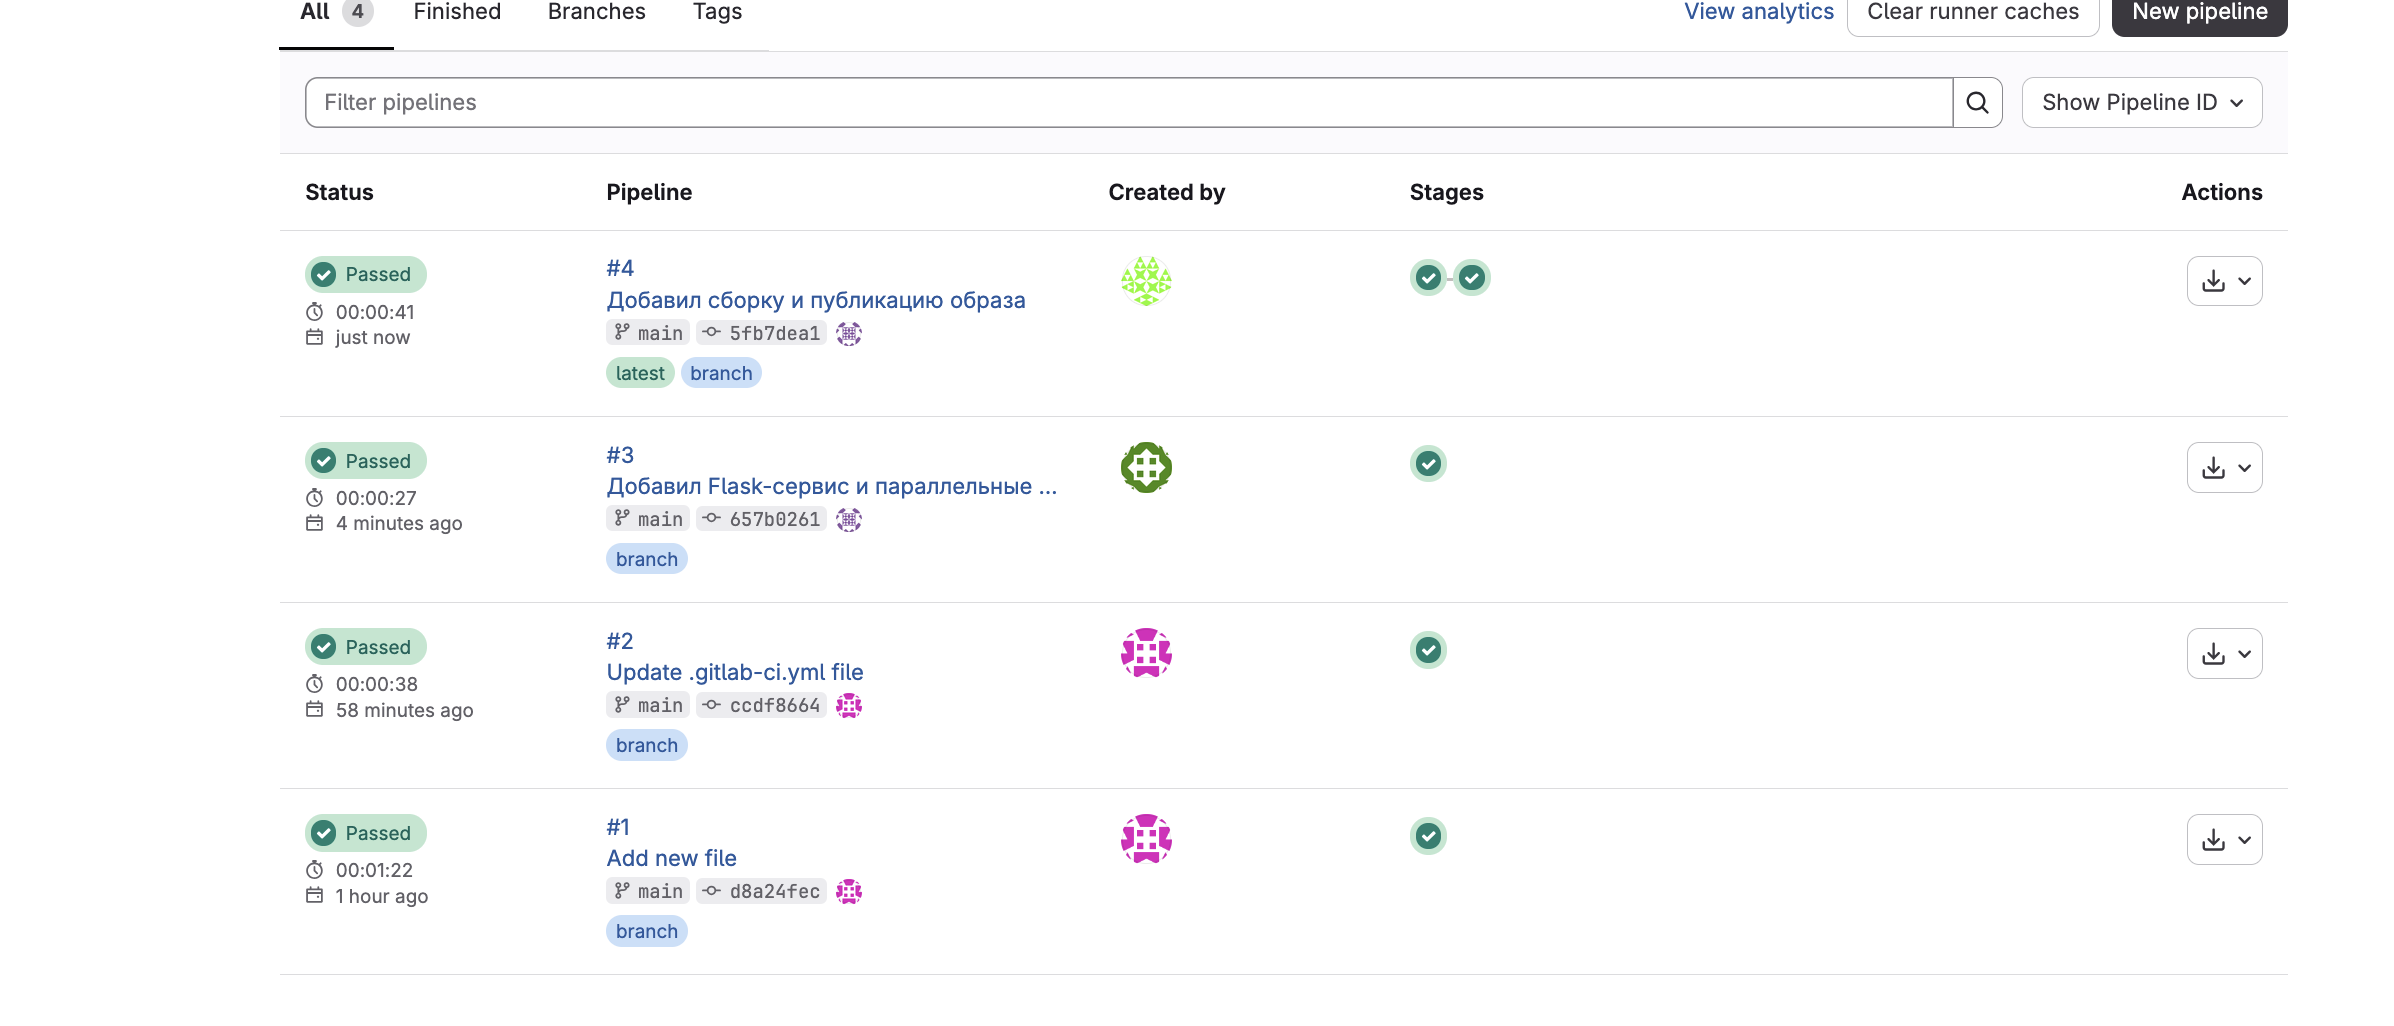 All 4 Finished Branches Tags View analytics Clear runner caches New pipeline
Filter pipelines Show Pipeline ID
Status Pipeline Created by Stages Actions
Passed #4
00:00:41 Добавил сборку и публикацию образа
just now main 5fb7dea1
latest branch
Passed #3
00:00:27 Добавил Flask-сервис и параллельные ...
4 minutes ago main 657b0261
branch
Passed #2
00:00:38 Update .gitlab-ci.yml file
58 minutes ago main ccdf8664
branch
Passed #1
00:01:22 Add new file
1 hour ago main d8a24fec
branch